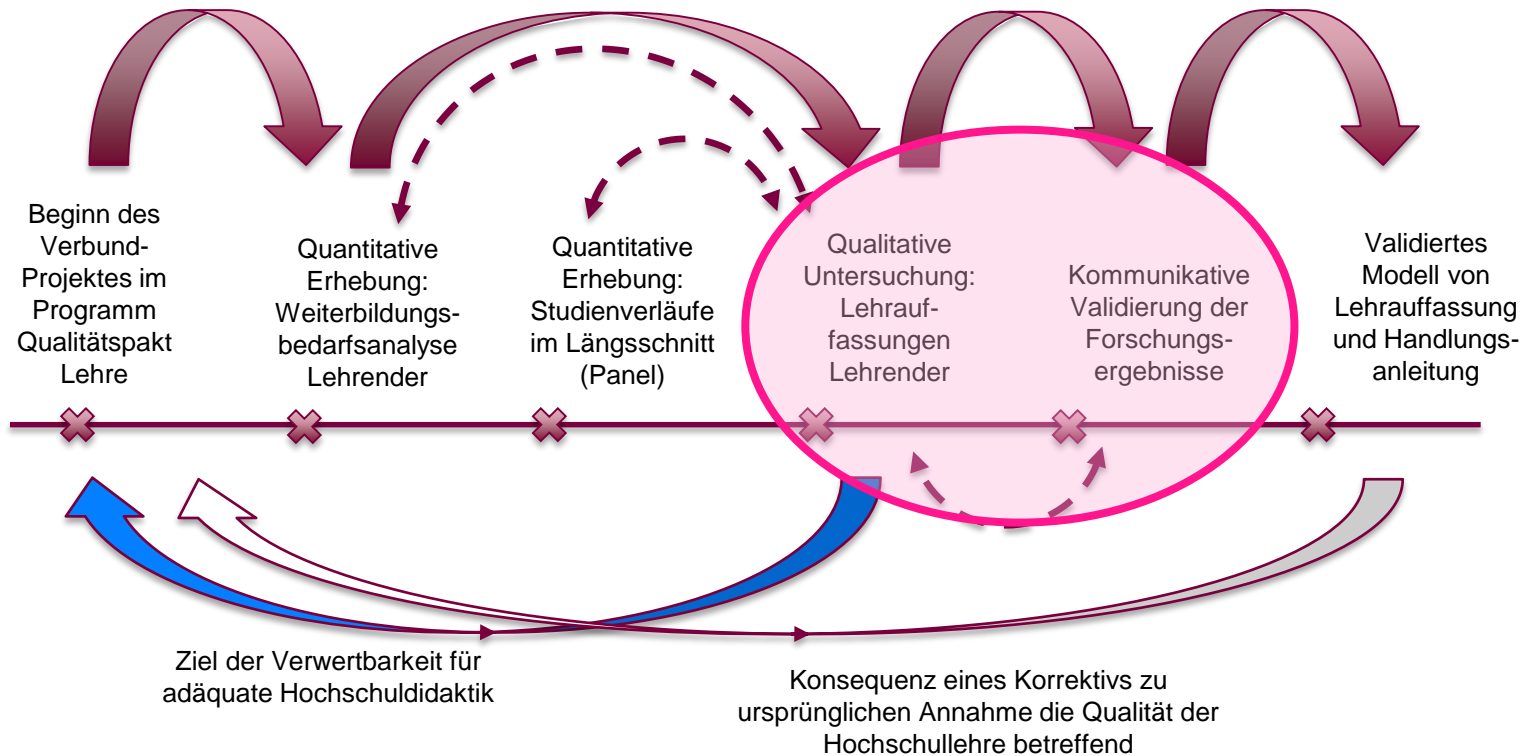 Beginn des
Verbund-
Projektes im
Programm
Qualitätspakt
Lehre
Quantitative
Erhebung:
Weiterbildungs-
bedarfsanalyse
Lehrender
Quantitative
Erhebung:
Studienverläufe
im Längsschnitt
(Panel)
Qualitative
Untersuchung:
Lehrauf-
fassungen
Lehrender
Kommunikative
Validierung der
Forschungs-
ergebnisse
Validiertes
Modell von
Lehrauffassung
und Handlungs-
anleitung
Ziel der Verwertbarkeit für
adäquate Hochschuldidaktik
Konsequenz eines Korrektivs zu
ursprünglichen Annahme die Qualität der
Hochschullehre betreffend